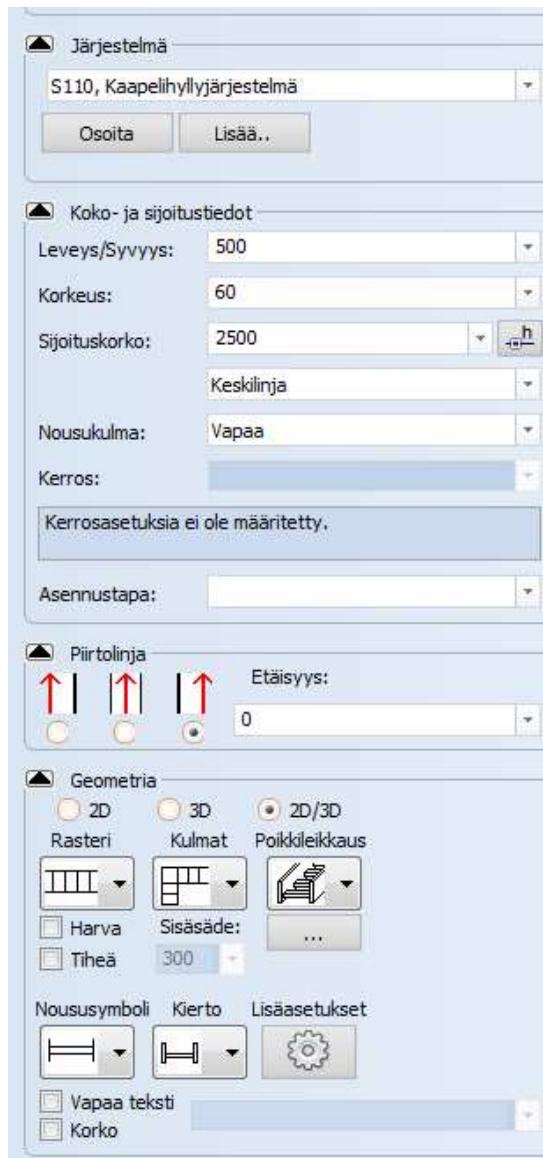 Järjestelmä
S110, Kaapelihyllyjärjestelmä
Osoita Lisää..
Koko- ja sijoitustiedot
Leveys/Syvyys: 500
Korkeus: 60
Sijoituskorko: 2500 h
Keskilinja
Nousukulma: Vapaa
Kerros:
Kerrosasetuksia ei ole määritetty.
Asennustapa:
Piirtolinja
Etäisyys:
0
Geometria
2D 3D 2D/3D
Rasteri Kulmat Poikkileikkaus
Harva Sisäsäde: ...
Tiheä 300
Noususymboli Kierto Lisäasetukset
Vapaa teksti
Korko